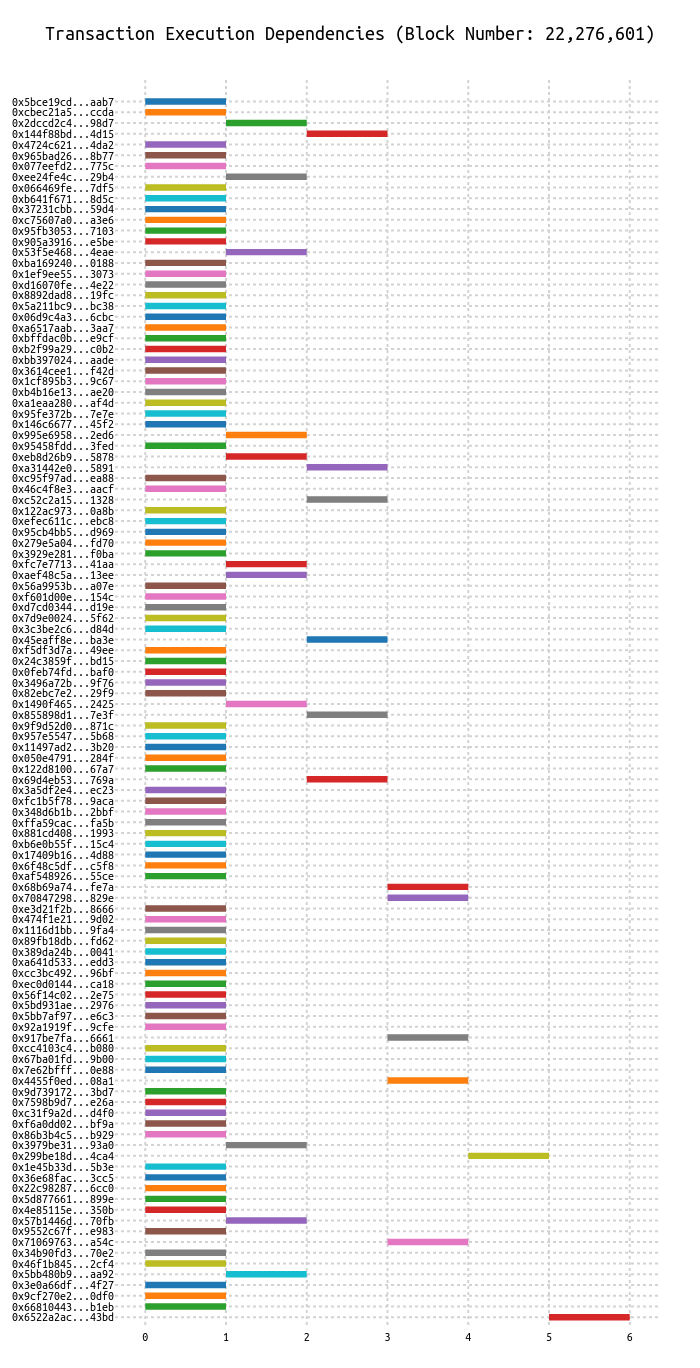 Transaction Execution Dependencies (Block Number: 22,276,601)
0x5bce19cd...aab7
0xcbec21a5...ccda
0x2dccd2c4...98d7
0x144f88bd...4d15
0x4724c621...4da2
0x965bad26...8b77
0x077eefd2...775c
0xee24fe4c...29b4
0x066469fe...7df5
0xb641f671...8d5c
0x37231cbb...59d4
0xc75607a0...a3e6
0x95fb3053...7103
0x905a3916...e5be
0x53f5e468...4eae
0xba169240...0188
0x1ef9ee55...3073
0xd16070fe...4e22
0x8892dad8...19fc
0x5a211bc9...bc38
0x06d9c4a3...6cbc
0xa6517aab...3aa7
0xbffdac0b...e9cf
0xb2f99a29...c0b2
0xbb397024...aade
0x3614cee1...f42d
0x1cf895b3...9c67
0xb4b16e13...ae20
0xa1eaa280...af4d
0x95fe372b...7e7e
0x146c6677...45f2
0x995e6958...2ed6
0x95458fdd...3fed
0xeb8d26b9...5878
0xa31442e0...5891
0xc95f97ad...ea88
0x46c4f8e3...aacf
0xc52c2a15...1328
0x122ac973...0a8b
0xefec611c...ebc8
0x95cb4bb5...d969
0x279e5a04...fd70
0x3929e281...f0ba
0xfc7e7713...41aa
0xaef48c5a...13ee
0x56a9953b...a07e
0xf601d00e...154c
0xd7cd0344...d19e
0x7d9e0024...5f62
0x3c3be2c6...d84d
0x45eaff8e...ba3e
0xf5df3d7a...49ee
0x24c3859f...bd15
0x0feb74fd...baf0
0x3496a72b...9f76
0x82ebc7e2...29f9
0x1490f465...2425
0x855898d1...7e3f
0x9f9d52d0...871c
0x957e5547...5b68
0x11497ad2...3b20
0x050e4791...284f
0x122d8100...67a7
0x69d4eb53...769a
0x3a5df2e4...ec23
0xfc1b5f78...9aca
0x348d6b1b...2bbf
0xffa59cac...fa5b
0x881cd408...1993
0xb6e0b55f...15c4
0x17409b16...4d88
0x6f48c5df...c5f8
0xaf548926...55ce
0x68b69a74...fe7a
0x70847298...829e
0xe3d21f2b...8666
0x474f1e21...9d02
0x1116d1bb...9fa4
0x89fb18db...fd62
0x389da24b...0041
0xa641d533...edd3
0xcc3bc492...96bf
0xec0d0144...ca18
0x56f14c02...2e75
0x5bd931ae...2976
0x5bb7af97...e6c3
0x92a1919f...9cfe
0x917be7fa...6661
0xcc4103c4...b080
0x67ba01fd...9b00
0x7e62bfff...0e88
0x4455f0ed...08a1
0x9d739172...3bd7
0x7598b9d7...e26a
0xc31f9a2d...d4f0
0xf6a0dd02...bf9a
0x86b3b4c5...b929
0x3979be31...93a0
0x299be18d...4ca4
0x1e45b33d...5b3e
0x36e68fac...3cc5
0x22c98287...6cc0
0x5d877661...899e
0x4e85115e...350b
0x57b1446d...70fb
0x9552c67f...e983
0x71069763...a54c
0x34b90fd3...70e2
0x46f1b845...2cf4
0x5bb480b9...aa92
0x3e0a66df...4f27
0x9cf270e2...0df0
0x66810443...b1eb
0x6522a2ac...43bd
0 1 2 3 4 5 6